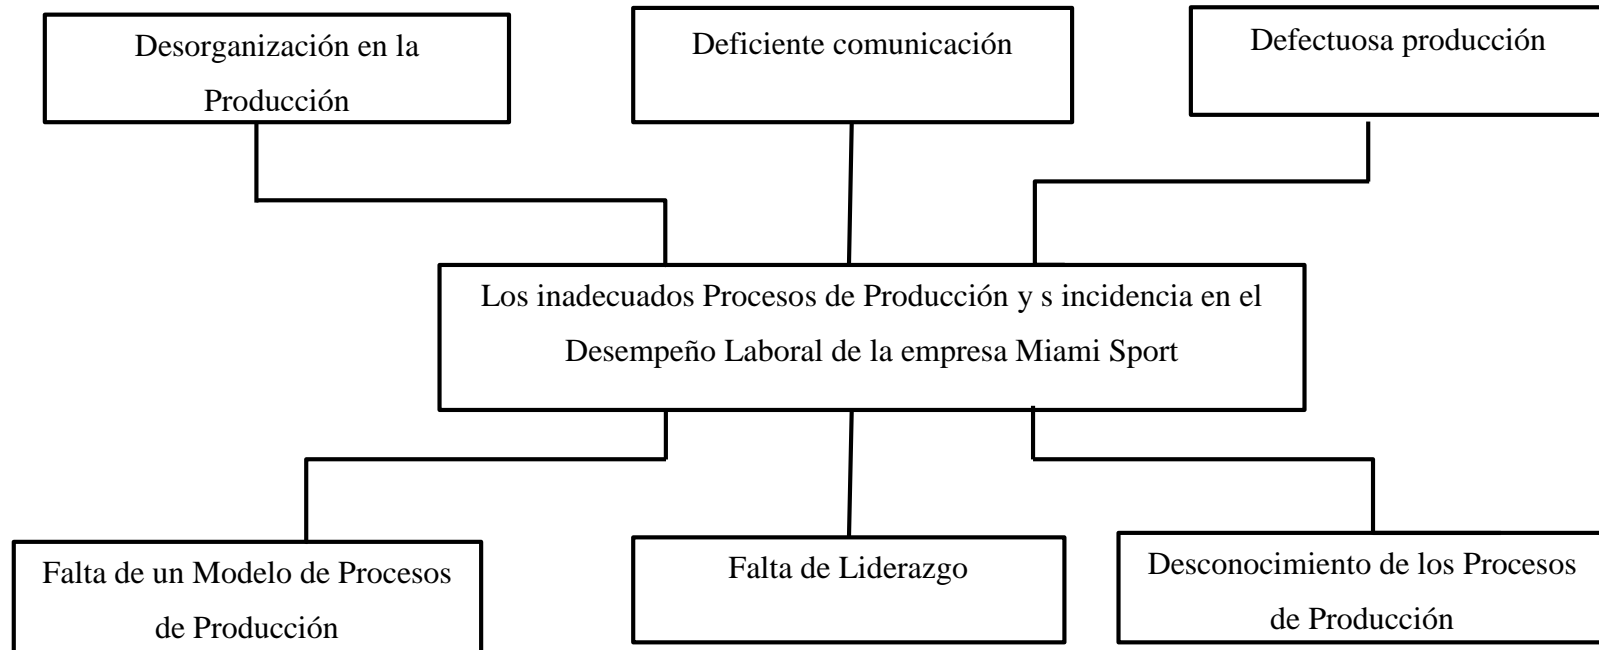 Desorganización en la
Producción
Deficiente comunicación
Defectuosa producción
Los inadecuados Procesos de Producción y s incidencia en el
Desempeño Laboral de la empresa Miami Sport
Falta de un Modelo de Procesos
de Producción
Falta de Liderazgo
Desconocimiento de los Procesos
de Producción